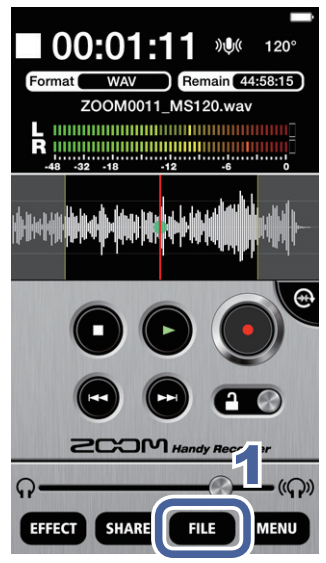 00:01:11 120°
Format WAV Remain 44:58:15
ZOOM0011_MS120.wav
L
R
-48 -32 -18 -12 -6 0
ZOOM Handy Recorder
1
EFFECT SHARE FILE MENU